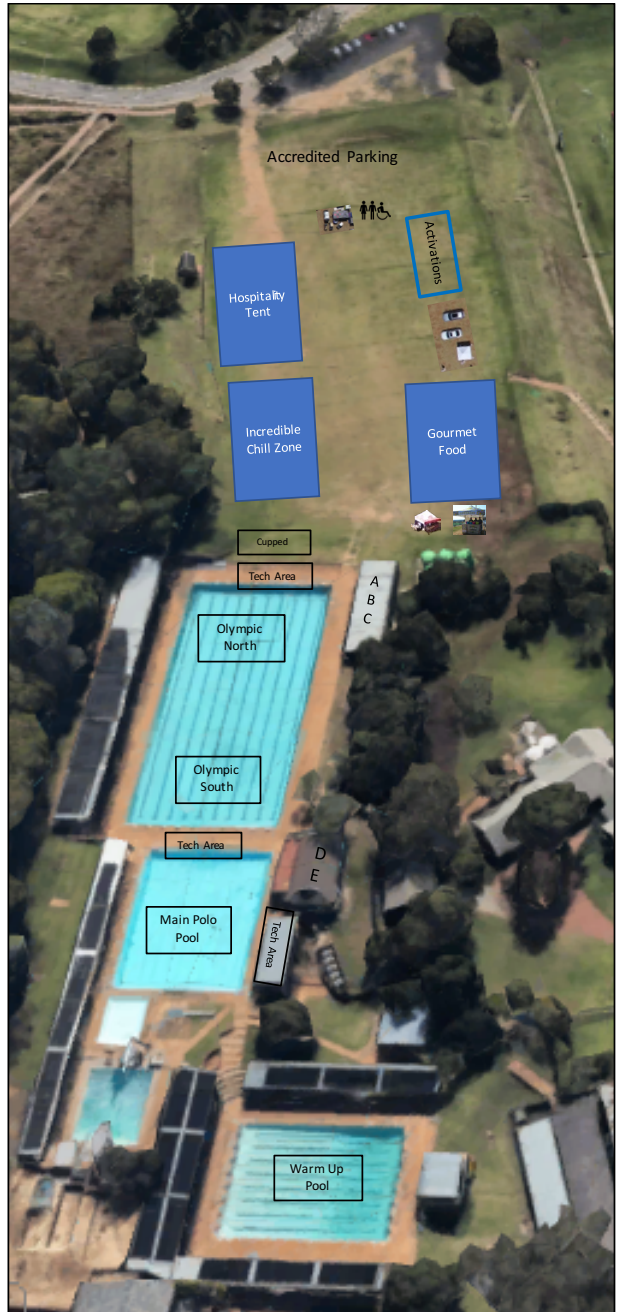 Accredited Parking
Activations
Hospitality
Tent
Incredible
Chill Zone
Gourmet
Food
Cupped
Tech Area
A
B
C
Olympic
North
Olympic
South
Tech Area
D
E
Main Polo
Pool
Tech Area
Warm Up
Pool